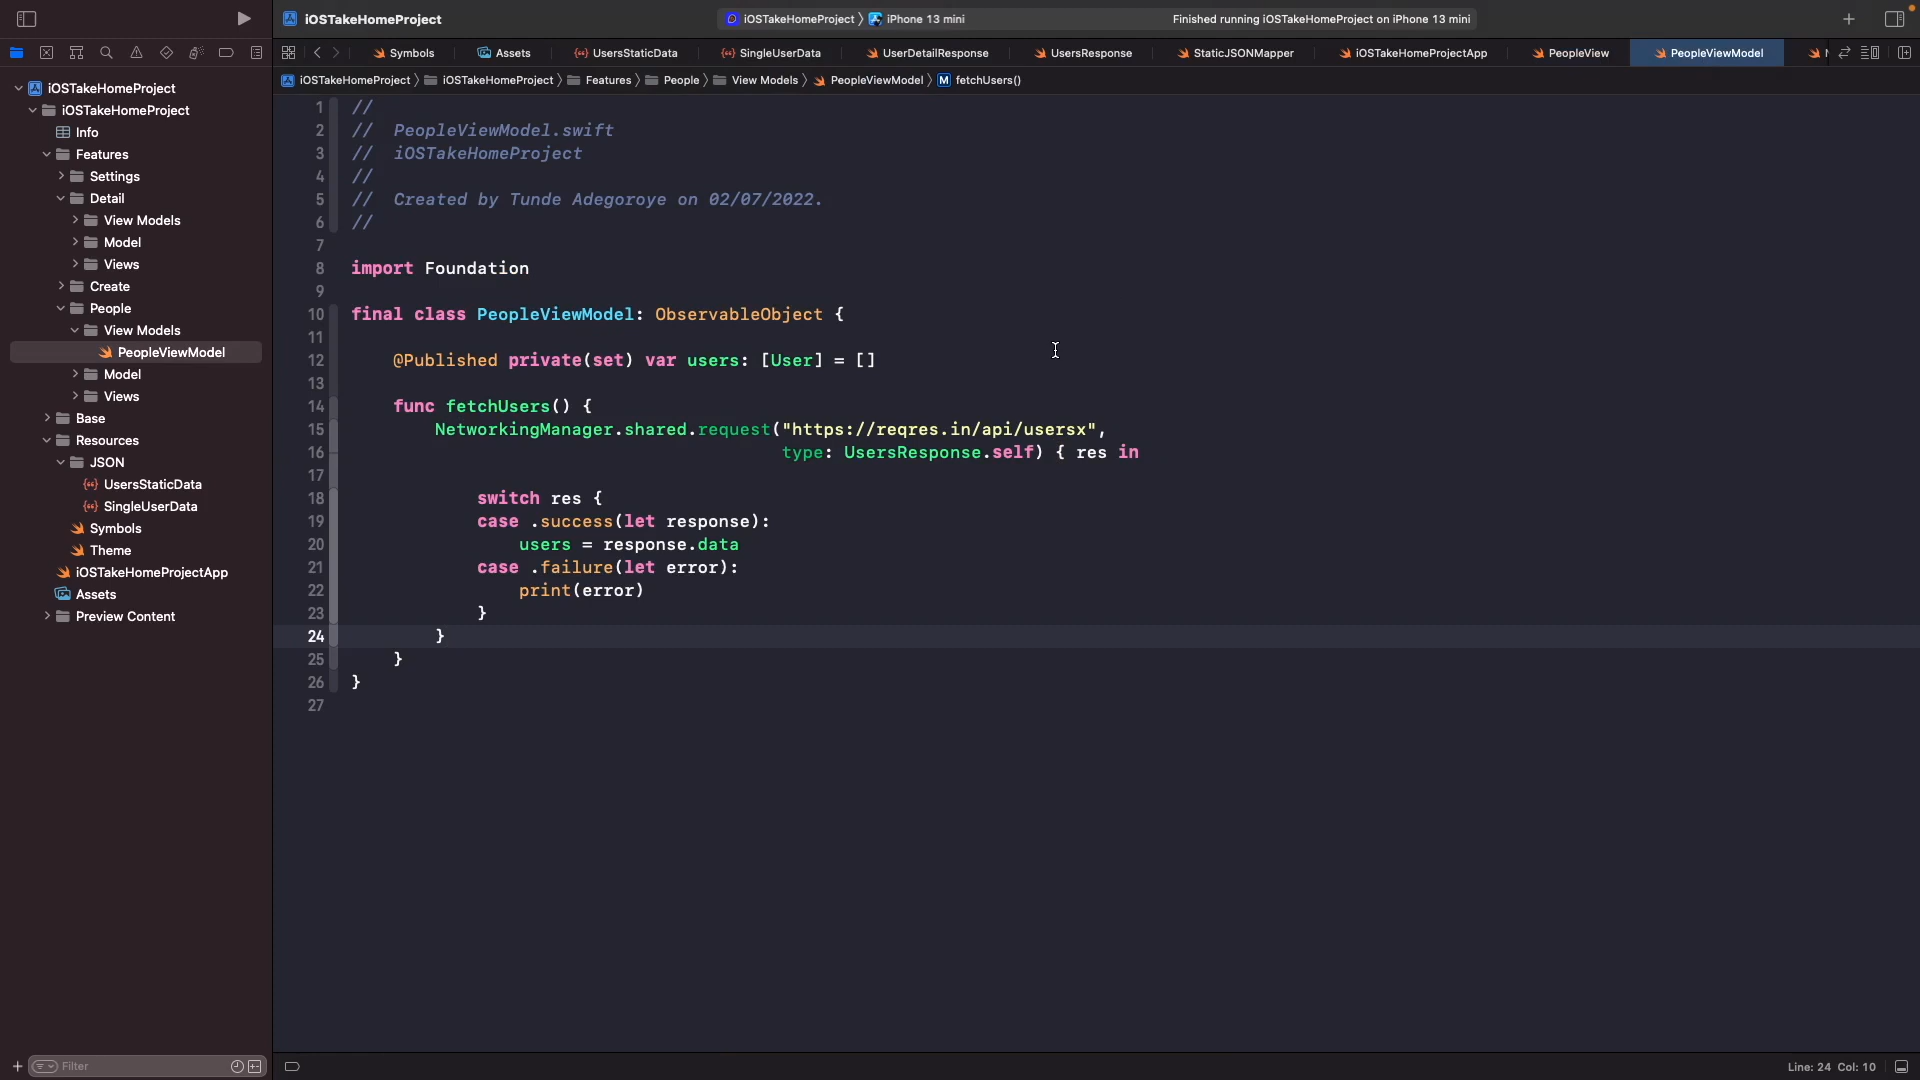 iOSTakeHomeProject
iOSTakeHomeProject
iPhone 13 mini
Finished running iOSTakeHomeProject on iPhone 13 mini
Symbols
Assets
UsersStaticData
SingleUserData
UserDetailResponse
UsersResponse
StaticJSONMapper
iOSTakeHomeProjectApp
PeopleView
PeopleViewModel
iOSTakeHomeProject
iOSTakeHomeProject
Features
People
View Models
PeopleViewModel
M fetchUsers()
iOSTakeHomeProject
iOSTakeHomeProject
Info
Features
Settings
Detail
View Models
Model
Views
Create
People
View Models
PeopleViewModel
Model
Views
Base
Resources
JSON
UsersStaticData
SingleUserData
Symbols
Theme
iOSTakeHomeProjectApp
Assets
Preview Content
Filter
1 //
2 // PeopleViewModel.swift
3 // iOSTakeHomeProject
4 //
5 // Created by Tunde Adegoroye on 02/07/2022.
6 //
7
8 import Foundation
9
10 final class PeopleViewModel: ObservableObject {
11
12 @Published private(set) var users: [User] = []
13
14 func fetchUsers() {
15 NetworkingManager.shared.request("https://reqres.in/api/usersx",
16 type: UsersResponse.self) { res in
17
18 switch res {
19 case .success(let response):
20 users = response.data
21 case .failure(let error):
22 print(error)
23 }
24 }
25 }
26 }
27
Line: 24 Col: 10